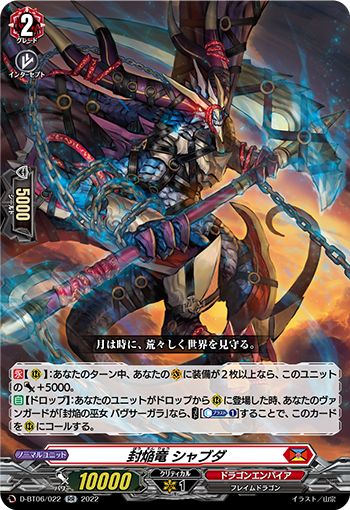 2
グレード
インターセプト
5000
シールド
月は時に、荒々しく世界を見守る。
永【R】:あなたのターン中、あなたのVに装備が2枚以上なら、このユニットの+5000。
自【ドロップ】:あなたのユニットがドロップからRに登場した時、あなたのヴァンガードが「封焔の巫女 バヴサーガラ」なら、【(ブラスト1)】することで、このカードをRにコールする。
ノーマルユニット
封焔竜 シャブダ
パワー
10000
クリティカル
1
ドラゴンエンパイア
フレイムドラゴン
D-BT06/022 RR 2022
イラスト/山宗